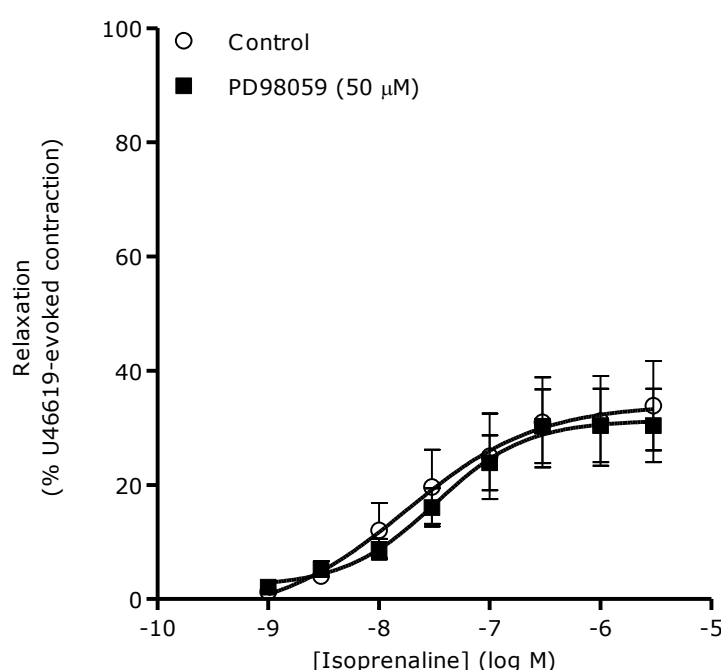 100
80
60
40
20
0
Control
PD98059 (50 μM)
Relaxation
(% U46619-evoked contraction)
-10 -9 -8 -7 -6 -5
[Isoprenaline] (log M)